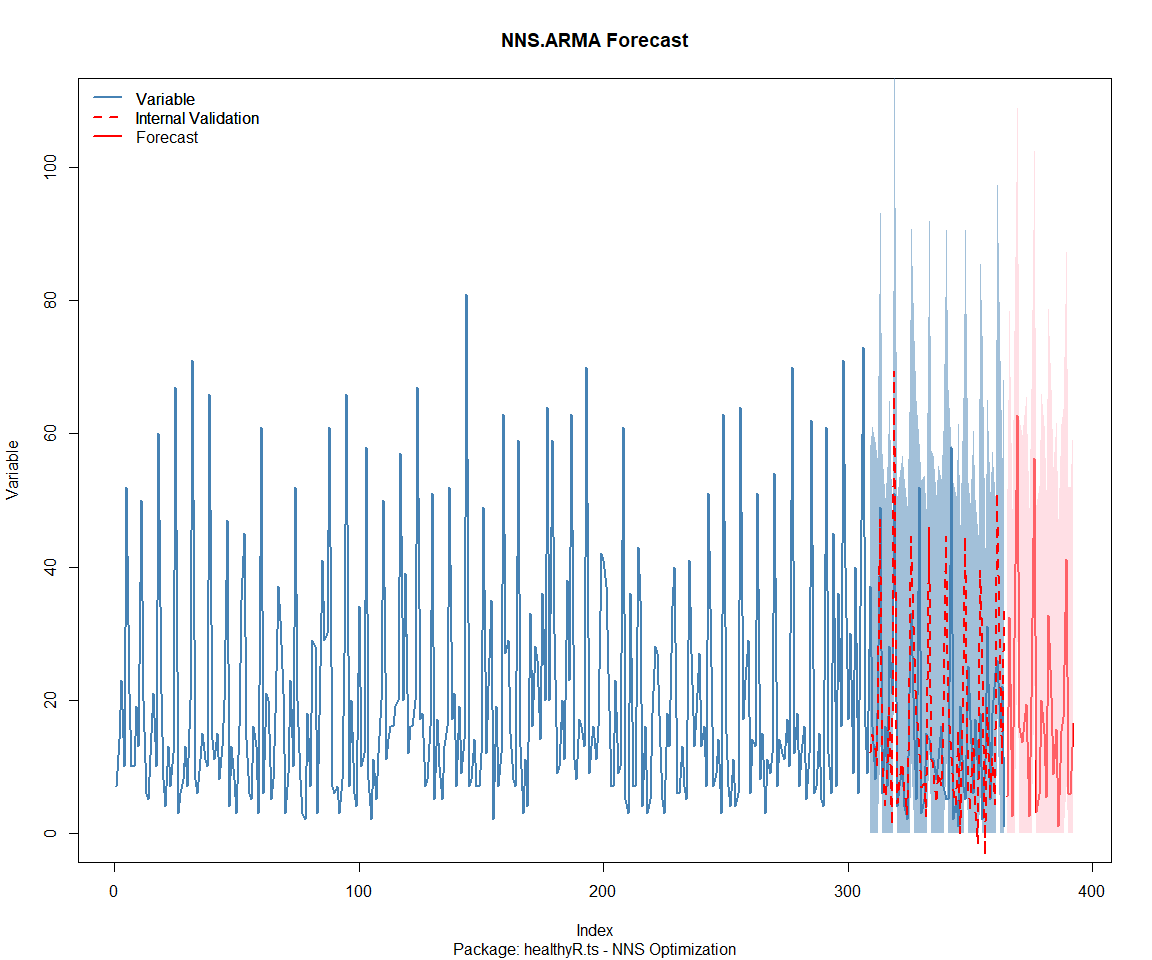 NNS.ARMA Forecast
Variable
Internal Validation
Forecast
100
80
60
40
20
0
Variable
0
100
200
300
400
Index
Package: healthyR.ts - NNS Optimization